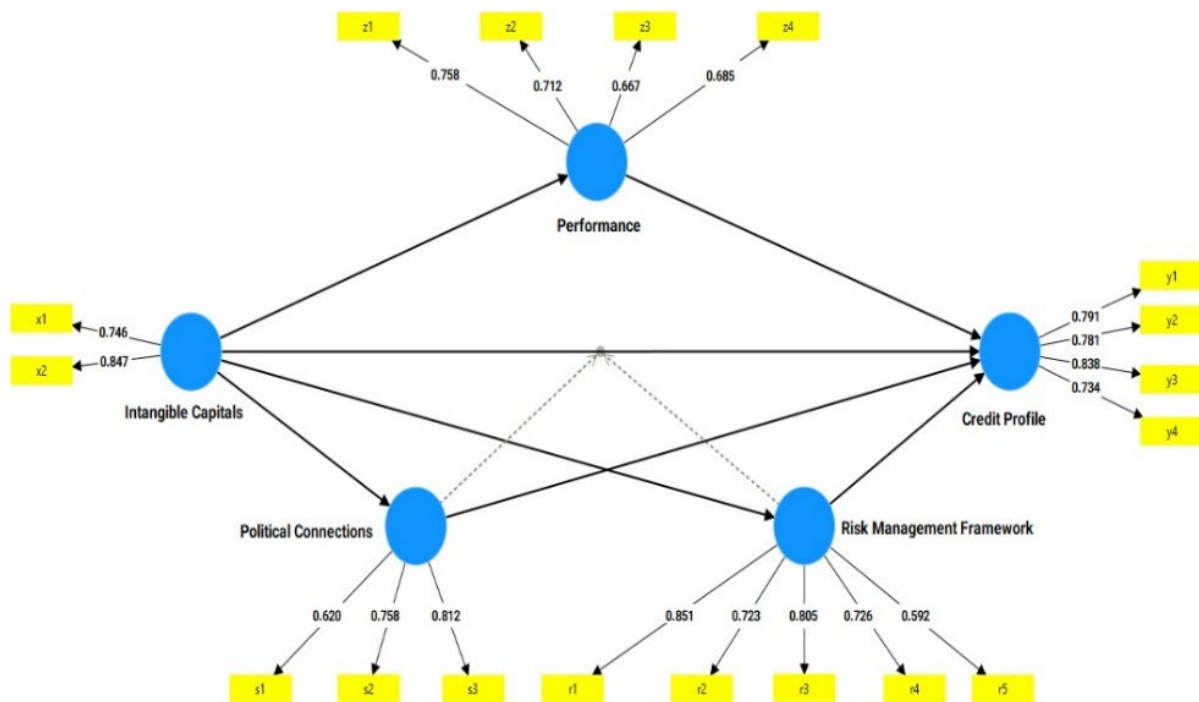 z1
z2
z3
z4
0.758
0.712
0.667
0.685
Performance
x1
x2
0.746
0.847
Intangible Capitals
y1
y2
y3
y4
0.791
0.781
0.838
0.734
Credit Profile
Political Connections
0.620
0.758
0.812
s1
s2
s3
Risk Management Framework
0.851
0.723
0.805
0.726
0.592
r1
r2
r3
r4
r5